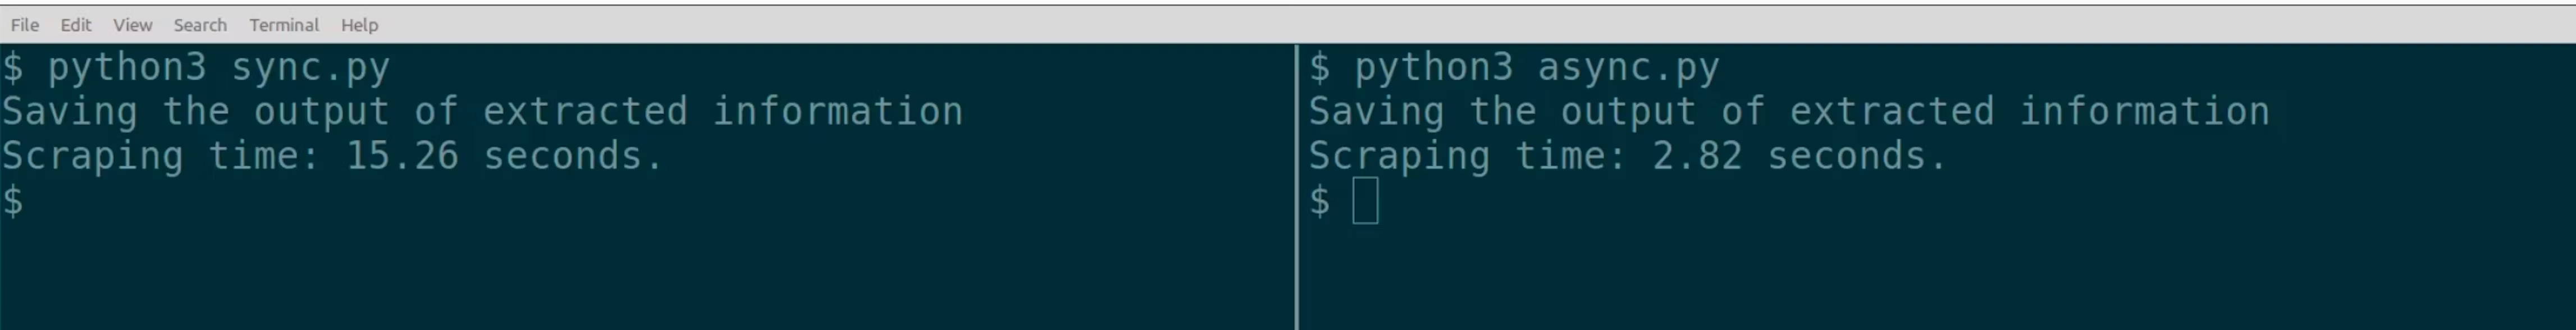 File Edit View Search Terminal Help
$ python3 sync.py
Saving the output of extracted information
Scraping time: 15.26 seconds.
$
$ python3 async.py
Saving the output of extracted information
Scraping time: 2.82 seconds.
$